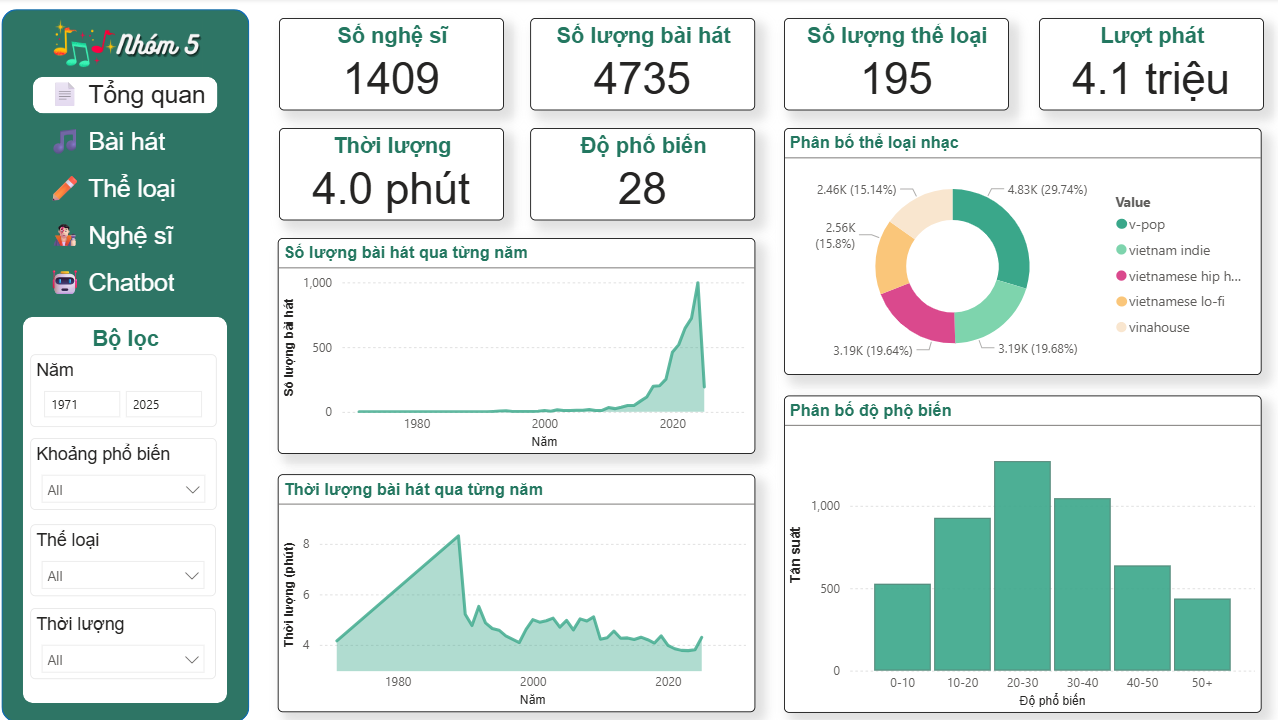 Nhóm 5
Tổng quan
Bài hát
Thể loại
Nghệ sĩ
Chatbot
Bộ lọc
Năm
1971 2025
Khoảng phổ biến
All
Thể loại
All
Thời lượng
All
Số nghệ sĩ
1409
Số lượng bài hát
4735
Số lượng thể loại
195
Lượt phát
4.1 triệu
Thời lượng
4.0 phút
Độ phổ biến
28
Số lượng bài hát qua từng năm
Số lượng bài hát
1,000
500
0
1980 2000 2020
Năm
Thời lượng bài hát qua từng năm
Thời lượng (phút)
8
6
4
1980 2000 2020
Năm
Phân bố thể loại nhạc
2.46K (15.14%)
4.83K (29.74%)
2.56K
(15.8%)
3.19K (19.64%)
3.19K (19.68%)
Value
v-pop
vietnam indie
vietnamese hip h...
vietnamese lo-fi
vinahouse
Phân bố độ phộ biến
Tần suất
1,000
500
0
0-10 10-20 20-30 30-40 40-50 50+
Độ phổ biến